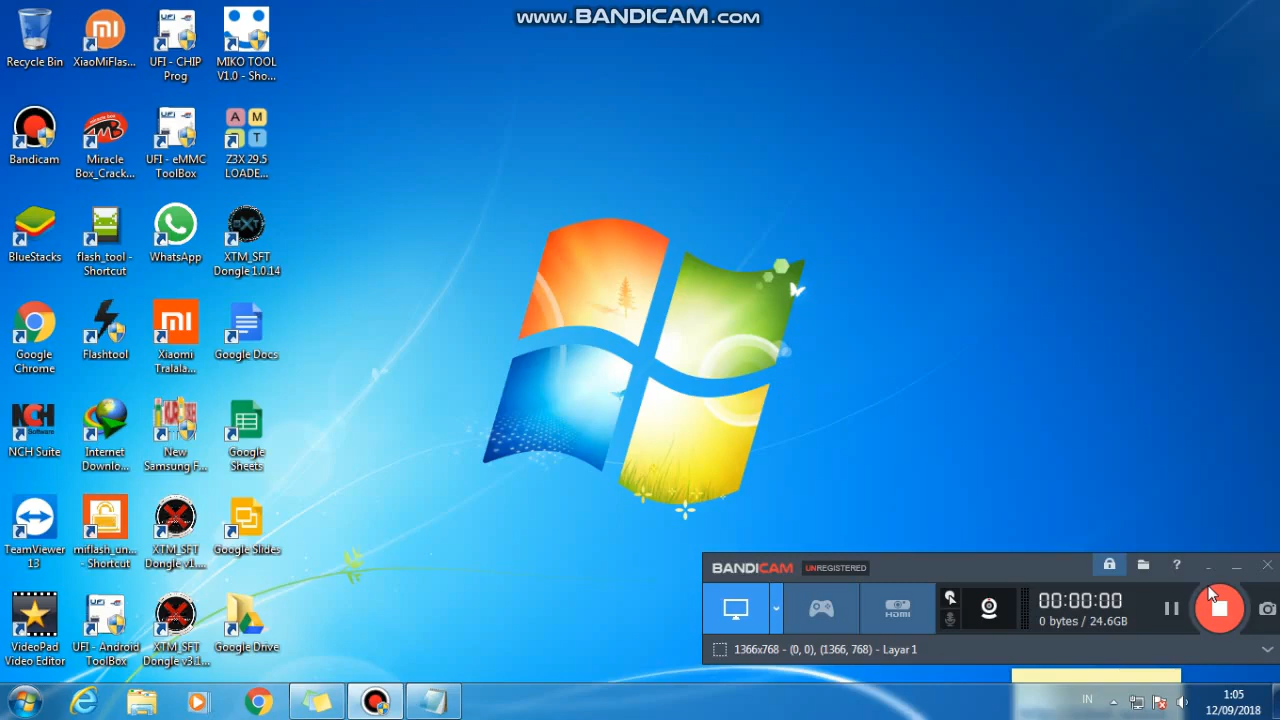 www.BANDICAM.com
Recycle Bin
XiaoMiFlas...
UFI - CHIP
Prog
MIKO TOOL
V1.0 - Sho...
Bandicam
Miracle
Box_Crack...
UFI - eMMC
ToolBox
A M
T
Z3X 29.5
LOADE...
BlueStacks
flash_tool -
Shortcut
WhatsApp
XTM_SFT
Dongle 1.0.14
Google
Chrome
Flashtool
Xiaomi
Tralala...
Google Docs
NCH
Software
NCH Suite
Internet
Downlo...
New
Samsung F...
Google
Sheets
TeamViewer
13
miflash_un...
- Shortcut
XTM_SFT
Dongle v1....
Google Slides
VideoPad
Video Editor
UFI - Android
ToolBox
XTM_SFT
Dongle v3.1...
Google Drive
BANDICAM UNREGISTERED
HDMI
00:00:00
0 bytes / 24.6GB
1366x768 - (0, 0), (1366, 768) - Layar 1
IN
1:05
12/09/2018